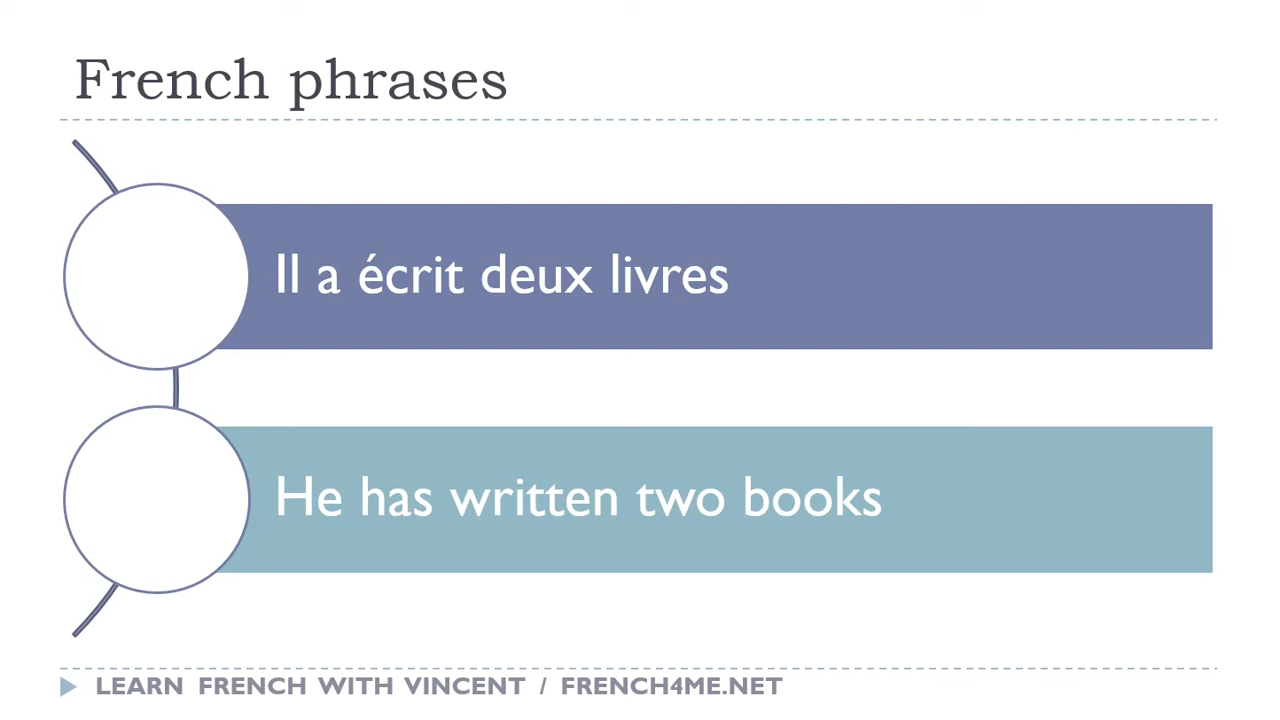 French phrases
Il a écrit deux livres
He has written two books
LEARN FRENCH WITH VINCENT / FRENCH4ME.NET